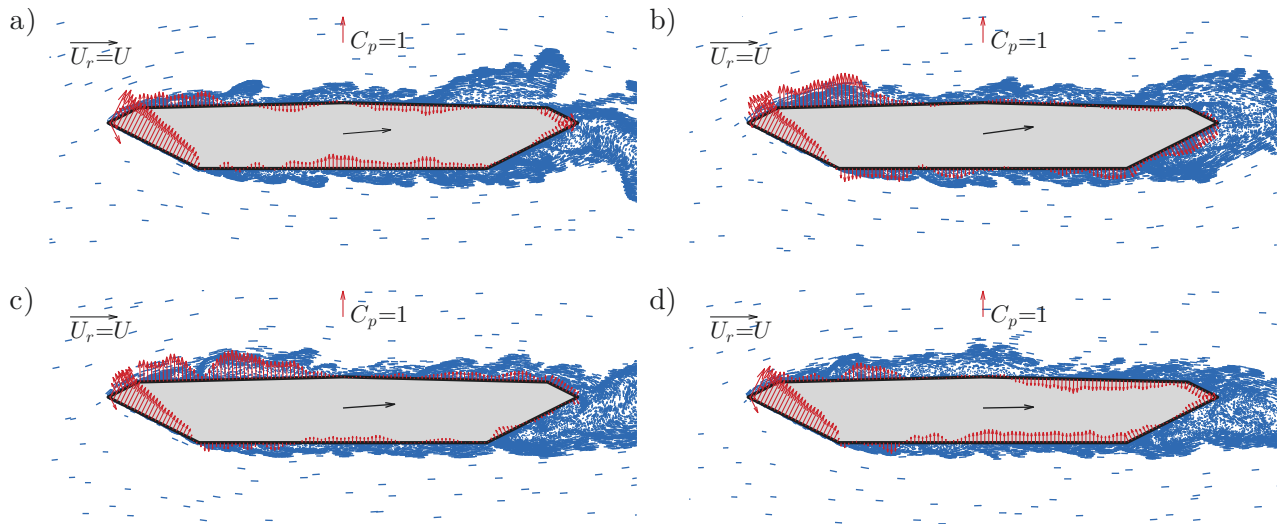 a)
C_p=1
U_r=U
b)
C_p=1
U_r=U
c)
C_p=1
U_r=U
d)
C_p=1
U_r=U